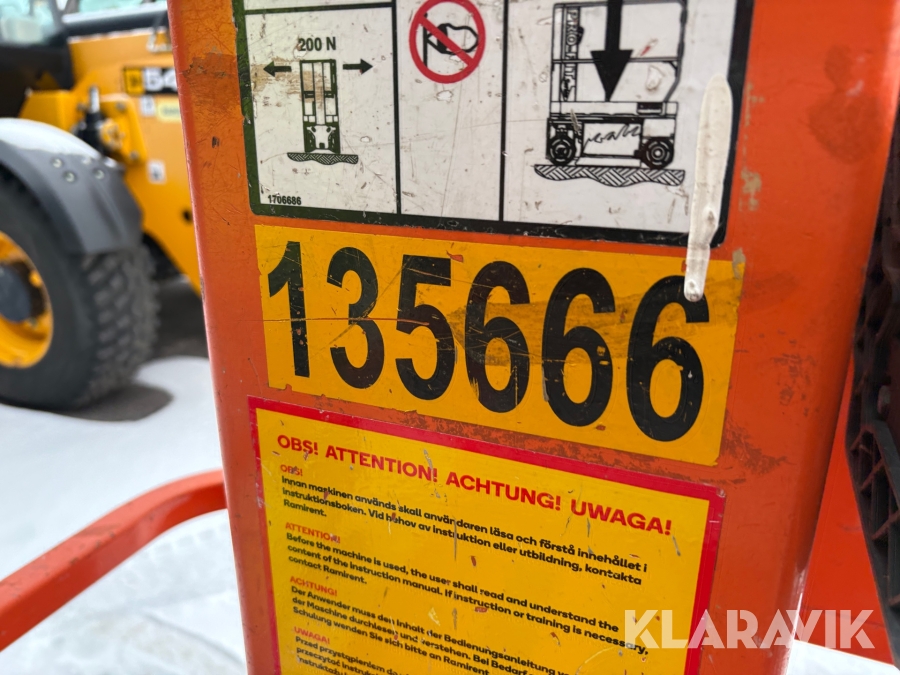 200 N
1706686
135666
OBS! ATTENTION! ACHTUNG! UWAGA!
OBS!
Innan maskinen används skall användaren läsa och förstå innehållet i
instruktionsboken. Vid behov av instruktion eller utbildning, kontakta
Ramirent.
ATTENTION!
Before the machine is used, the user shall read and understand the
content of the instruction manual. If instruction or training is necessary,
contact Ramirent.
ACHTUNG!
Der Anwender muss den Inhalt der Bedienungsanleitung
der Maschine durchlesen und verstehen. Bei Bedarf
Schulung wenden Sie sich bitte an Ramirent
UWAGA!
Przed przystąpieniem
przeczytać
KLARAVIK